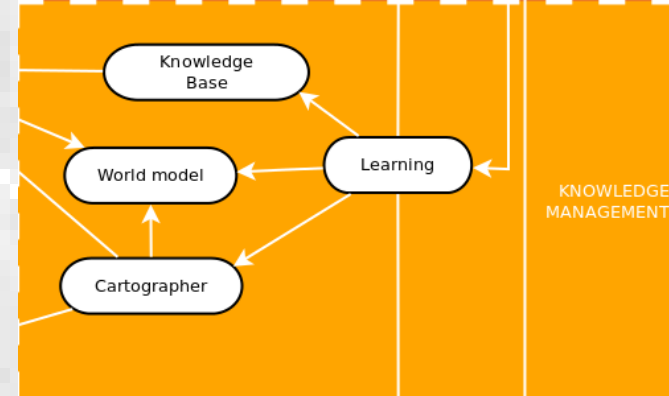 Knowledge
Base
Learning
World model
KNOWLEDGE
MANAGEMENT
Cartographer